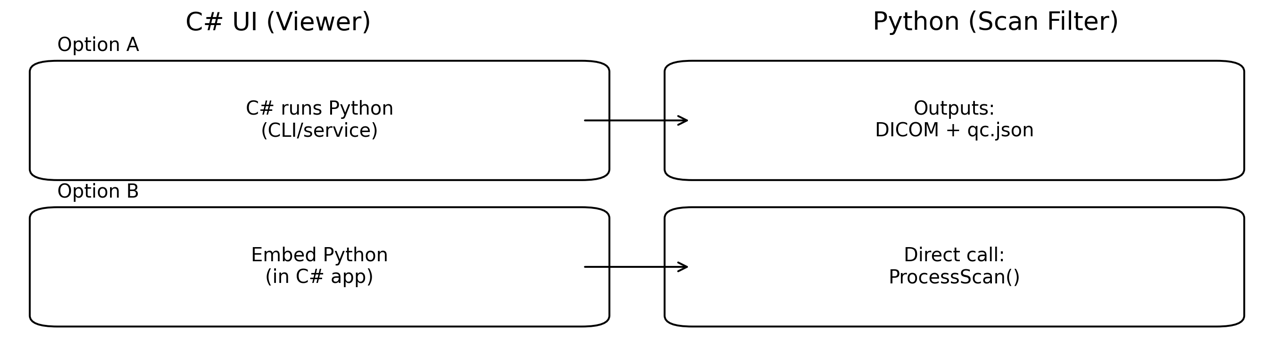 C# UI (Viewer)
Python (Scan Filter)
Option A
C# runs Python
(CLI/service)
Outputs:
DICOM + qc.json
Option B
Embed Python
(in C# app)
Direct call:
ProcessScan()